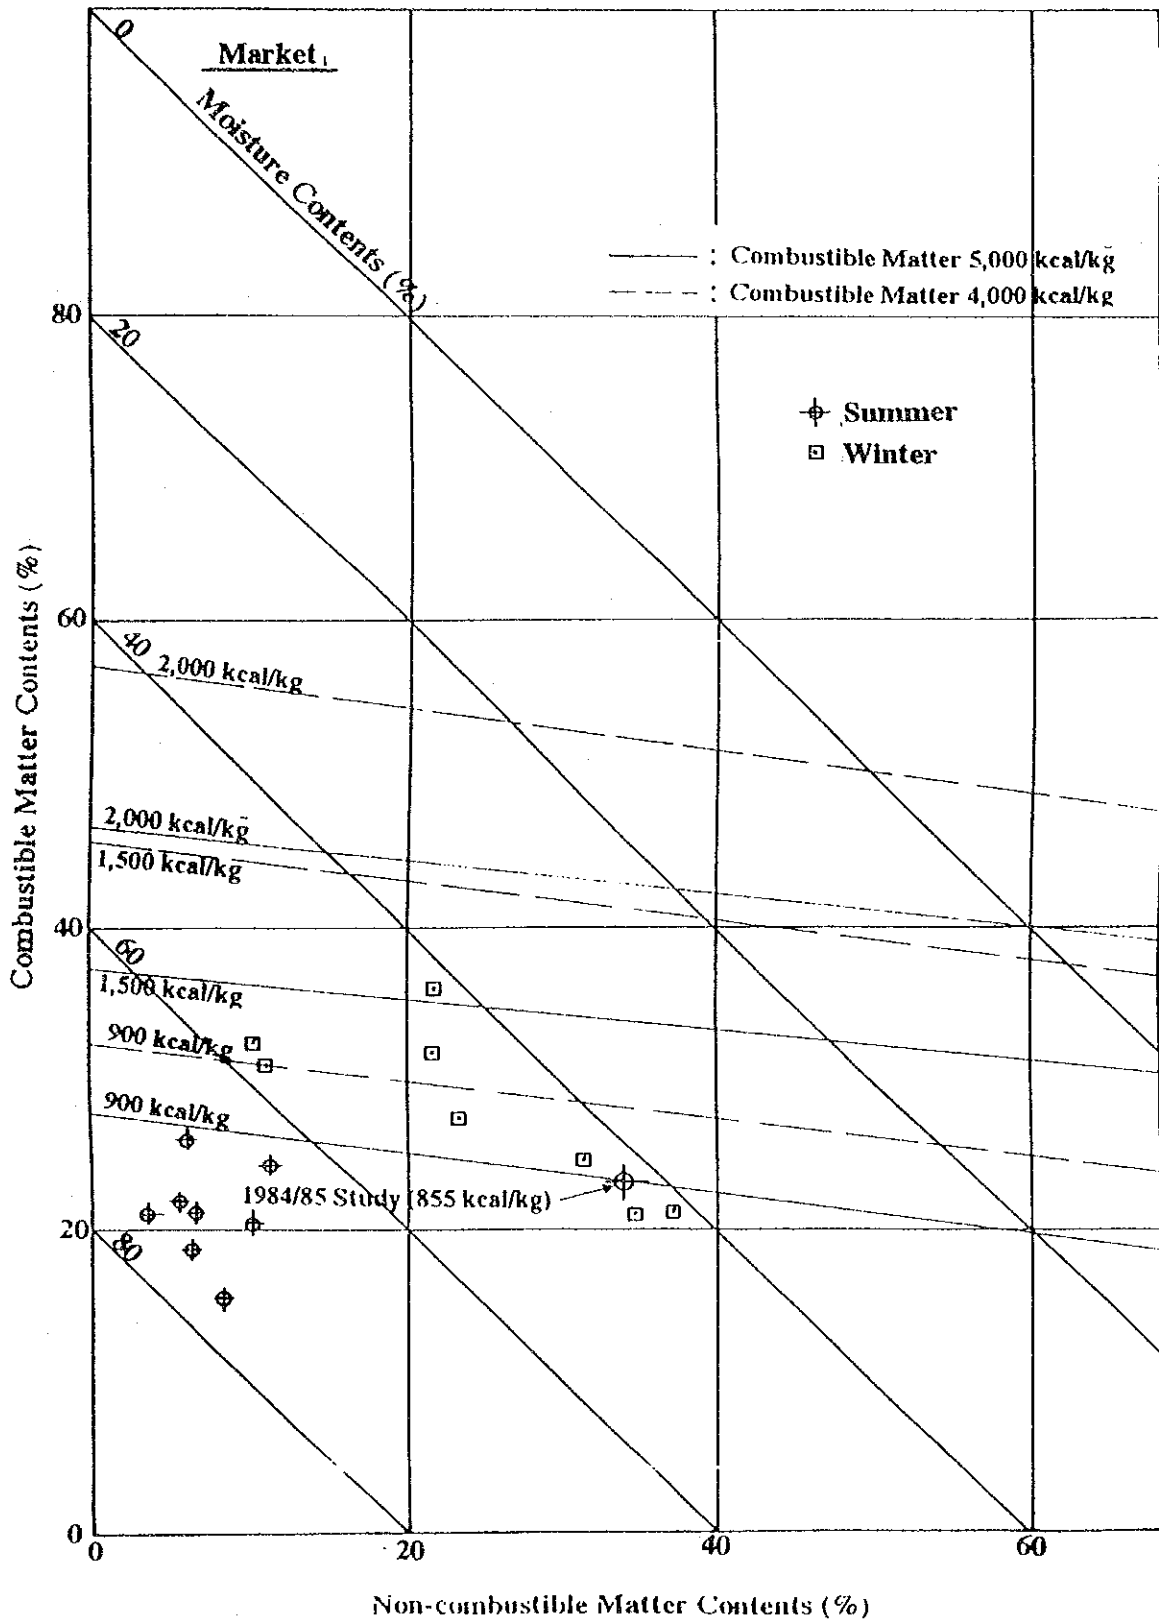 0
Market
Moisture Contents (%)
: Combustible Matter 5,000 kcal/kg
: Combustible Matter 4,000 kcal/kg
80
20
Summer
Winter
60
40
2,000 kcal/kg
2,000 kcal/kg
1,500 kcal/kg
40
60
1,500 kcal/kg
900 kcal/kg
900 kcal/kg
1984/85 Study (855 kcal/kg)
20
80
0
0
20
40
60
Combustible Matter Contents (%)
Non-combustible Matter Contents (%)